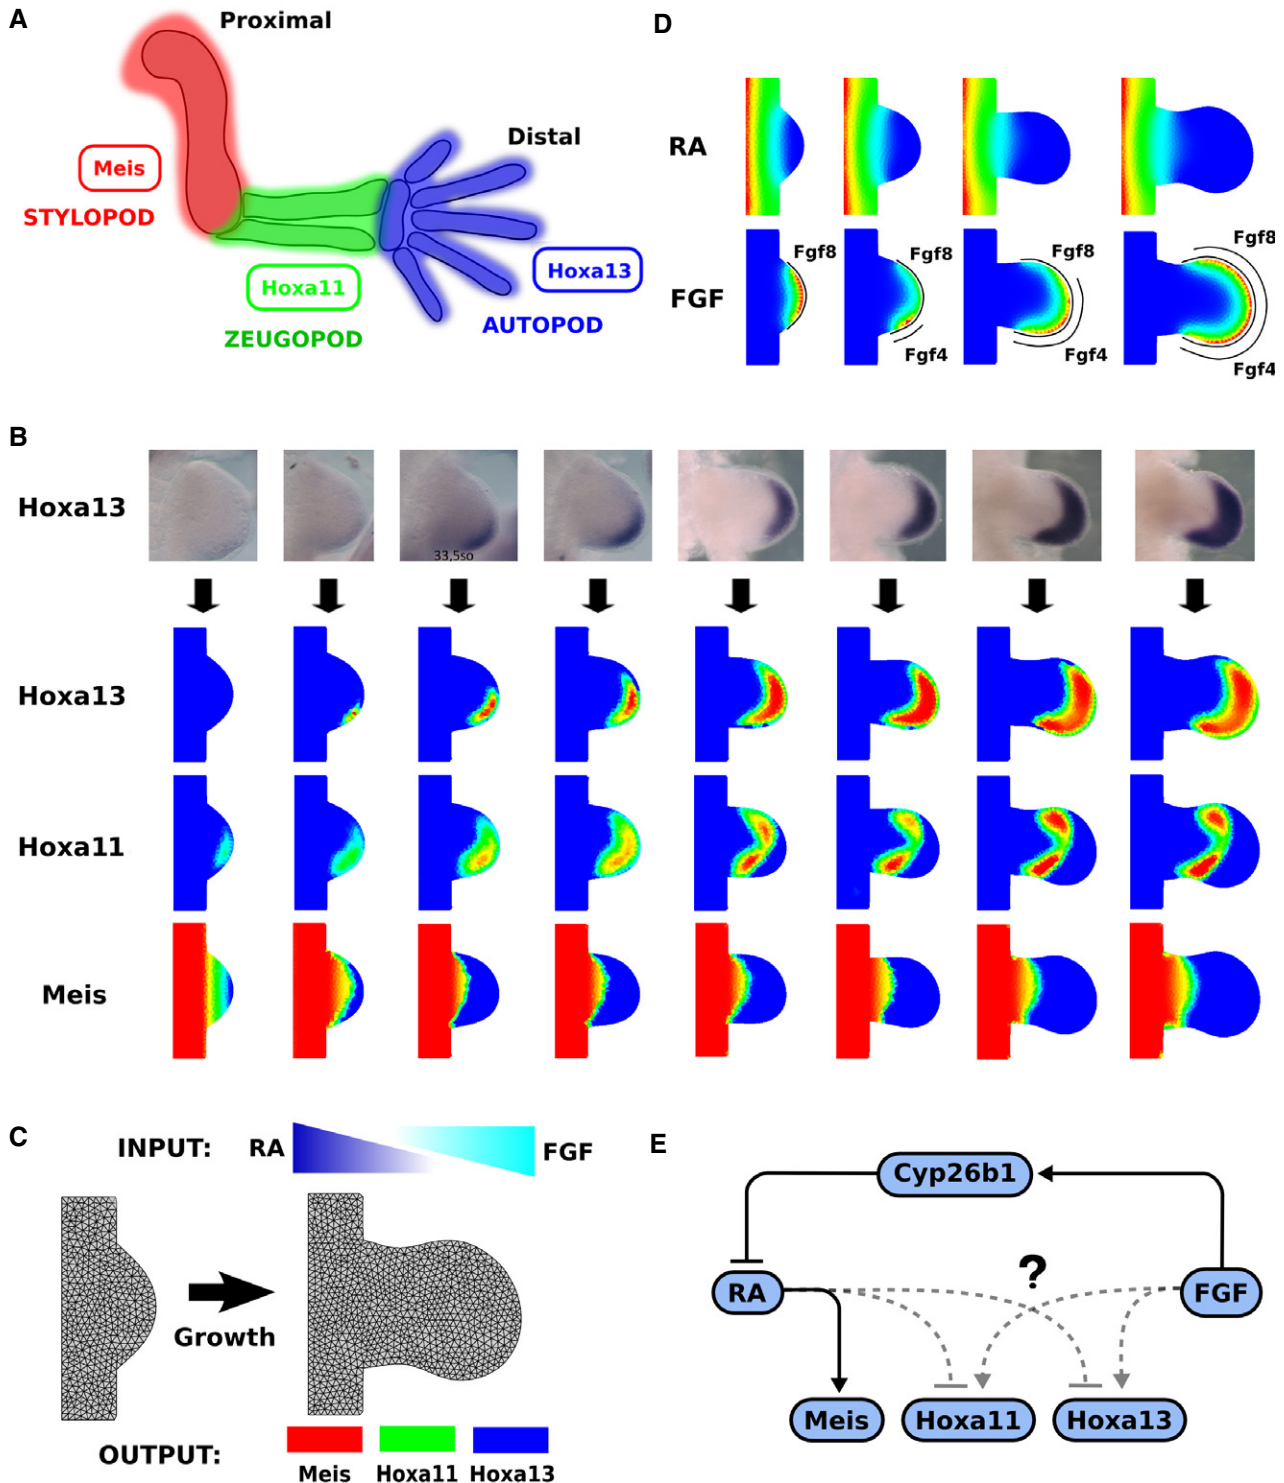 A
Proximal
Distal
Meis
STYLOPOD
Hoxa11
ZEUGOPOD
Hoxa13
AUTOPOD
D
RA
FGF
Fgf8
Fgf8
Fgf4
Fgf8
Fgf4
Fgf8
Fgf4
B
Hoxa13
33,5so
Hoxa13
Hoxa11
Meis
C
INPUT:
RA
FGF
Growth
OUTPUT:
Meis
Hoxa11
Hoxa13
E
Cyp26b1
?
RA
FGF
Meis
Hoxa11
Hoxa13